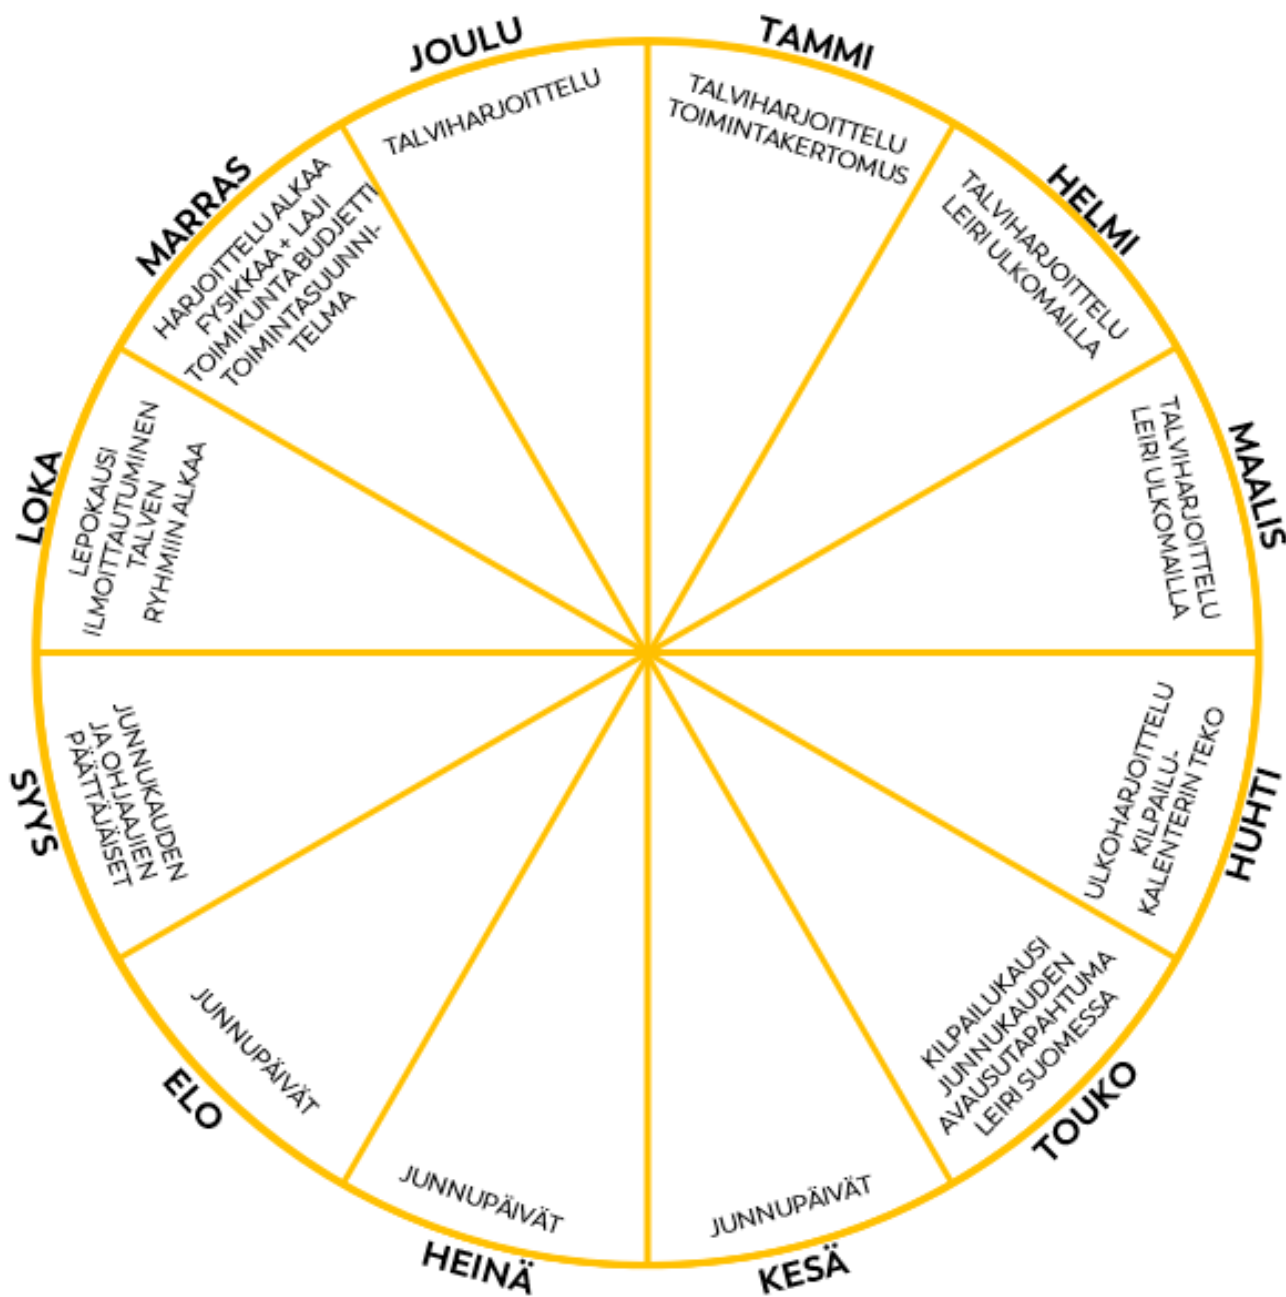 TAMMI
TALVIHARJOITTELU
TOIMINTAKERTOMUS
HELMI
TALVIHARJOITTELU
LEIRI ULKOMAILLA
MAALIS
TALVIHARJOITTELU
LEIRI ULKOMAILLA
HUHTI
ULKOHARJOITTELU
KILPAILU-
KALENTERIN TEKO
TOUKO
KILPAILUKAUSI
JUNNUKAUDEN
AVAUSUTAPAHTUMA
LEIRI SUOMESSA
KESÄ
JUNNUPÄIVÄT
HEINÄ
JUNNUPÄIVÄT
ELO
JUNNUPÄIVÄT
SYYS
JUNNUKAUDEN
JA OHJAAJIEN
PÄÄTTÄJÄISET
LOKA
LEPOKAUSI
ILMOITTAUTUMINEN
TALVEN
RYHMIIN ALKAA
MARRAS
HARJOITTELU ALKAA
FYSIKKAA + LAJI
TOIMIKUNTA BUDJETTI
TOIMINTASUUNNI-
TELMA
JOULU
TALVIHARJOITTELU